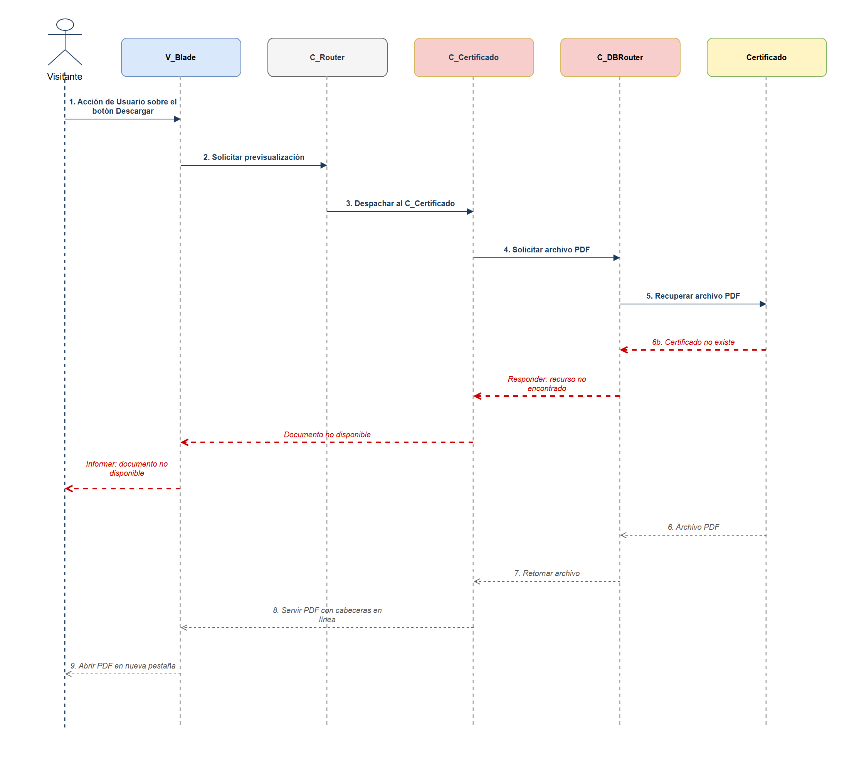 V_Blade
C_Router
C_Certificado
C_DBRouter
Certificado
Visitante
1. Acción de Usuario sobre el
botón Descargar
2. Solicitar previsualización
3. Despachar al C_Certificado
4. Solicitar archivo PDF
5. Recuperar archivo PDF
6b. Certificado no existe
Responder: recurso no
encontrado
Documento no disponible
Informar: documento no
disponible
6. Archivo PDF
7. Retornar archivo
8. Servir PDF con cabeceras en
línea
9. Abrir PDF en nueva pestaña